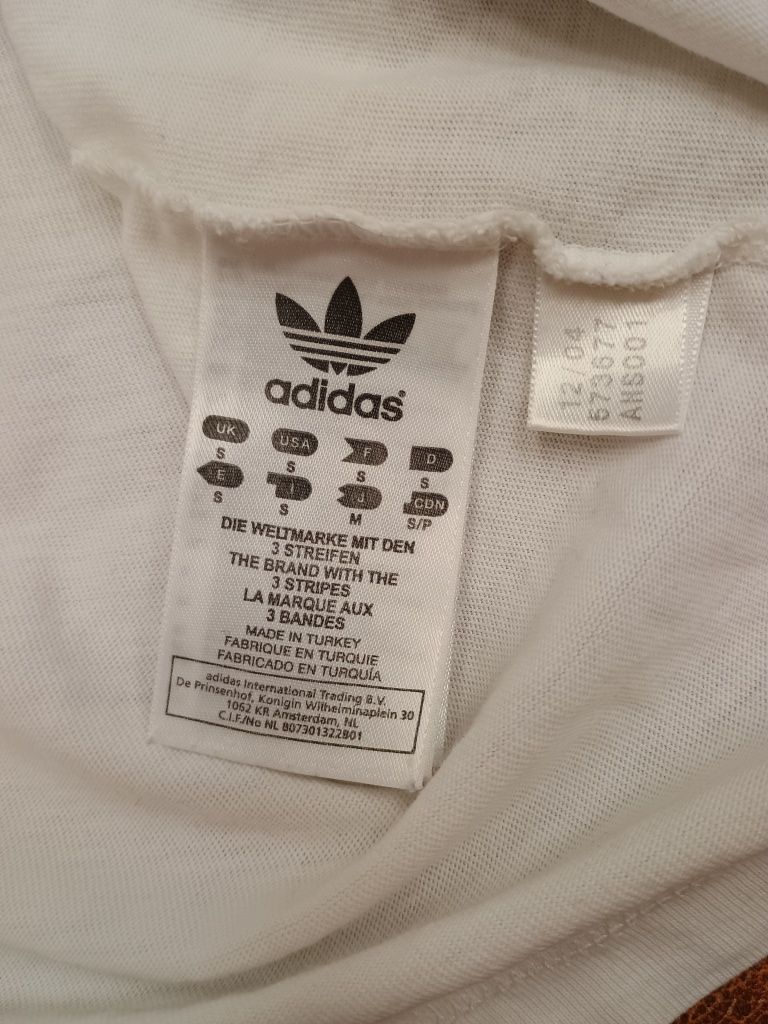 adidas®
UK USA F D
S S S S
E I J CDN
S S M S/P
DIE WELTMARKE MIT DEN
3 STREIFEN
THE BRAND WITH THE
3 STRIPES
LA MARQUE AUX
3 BANDES
MADE IN TURKEY
FABRIQUE EN TURQUIE
FABRICADO EN TURQUÍA
adidas International Trading B.V.
De Prinsenhof, Konigin Wilhelminaplein 30
1062 KR Amsterdam, NL
C.I.F./No NL 807301322B01
12/04
573677
AHS001